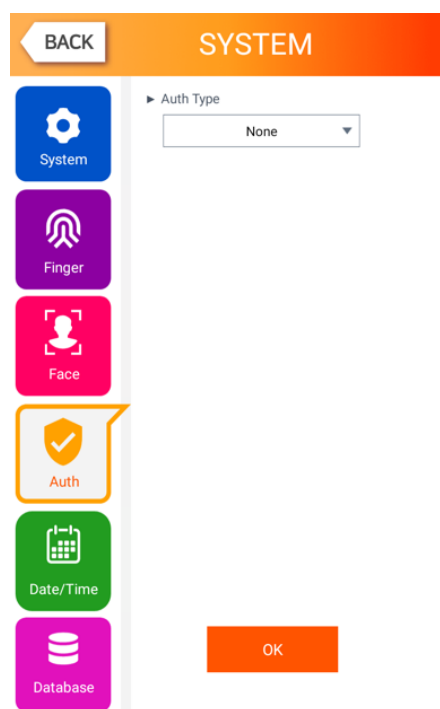 BACK
SYSTEM
System
Finger
Face
Auth
Date/Time
Database
► Auth Type
None
OK